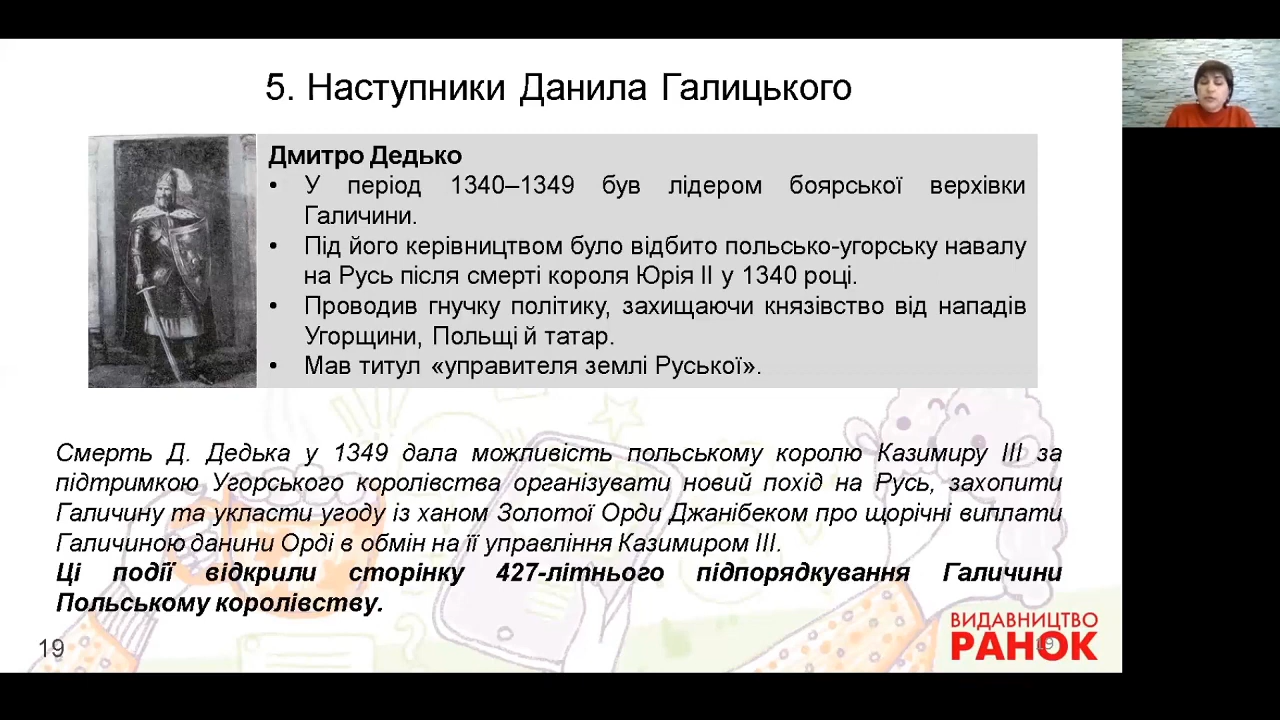 5. Наступники Данила Галицького
Дмитро Дедько
• У період 1340–1349 був лідером боярської верхівки
Галичини.
• Під його керівництвом було відбито польсько-угорську навалу
на Русь після смерті короля Юрія II у 1340 році.
• Проводив гнучку політику, захищаючи князівство від нападів
Угорщини, Польщі й татар.
• Мав титул «управителя землі Руської».
Смерть Д. Дедька у 1349 дала можливість польському королю Казимиру III за
підтримкою Угорського королівства організувати новий похід на Русь, захопити
Галичину та укласти угоду із ханом Золотої Орди Джанібеком про щорічні виплати
Галичиною данини Орді в обмін на її управління Казимиром III.
Ці події відкрили сторінку 427-літнього підпорядкування Галичини
Польському королівству.
ВИДАВНИЦТВО
РАНОК
19
19